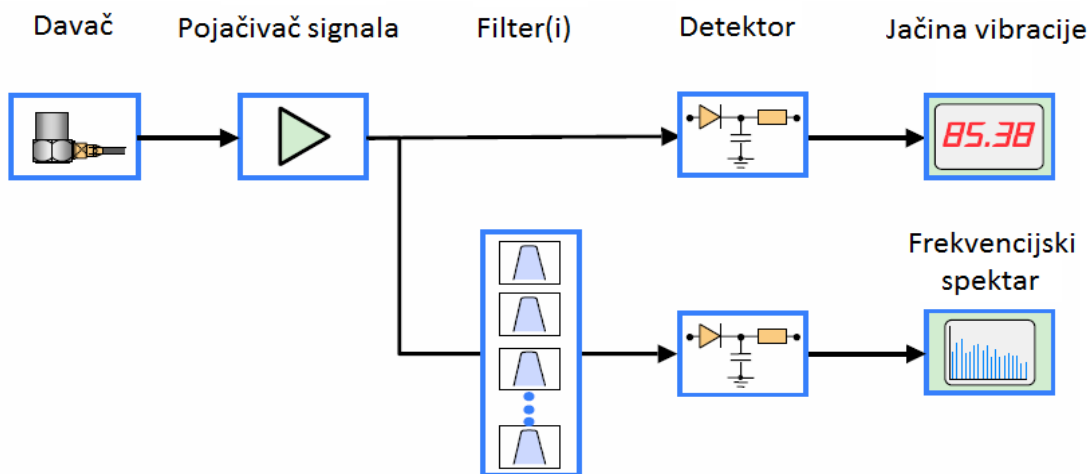 Davač
Pojačivač signala
Filter(i)
Detektor
Jačina vibracije
85.38
Frekvencijski
spektar